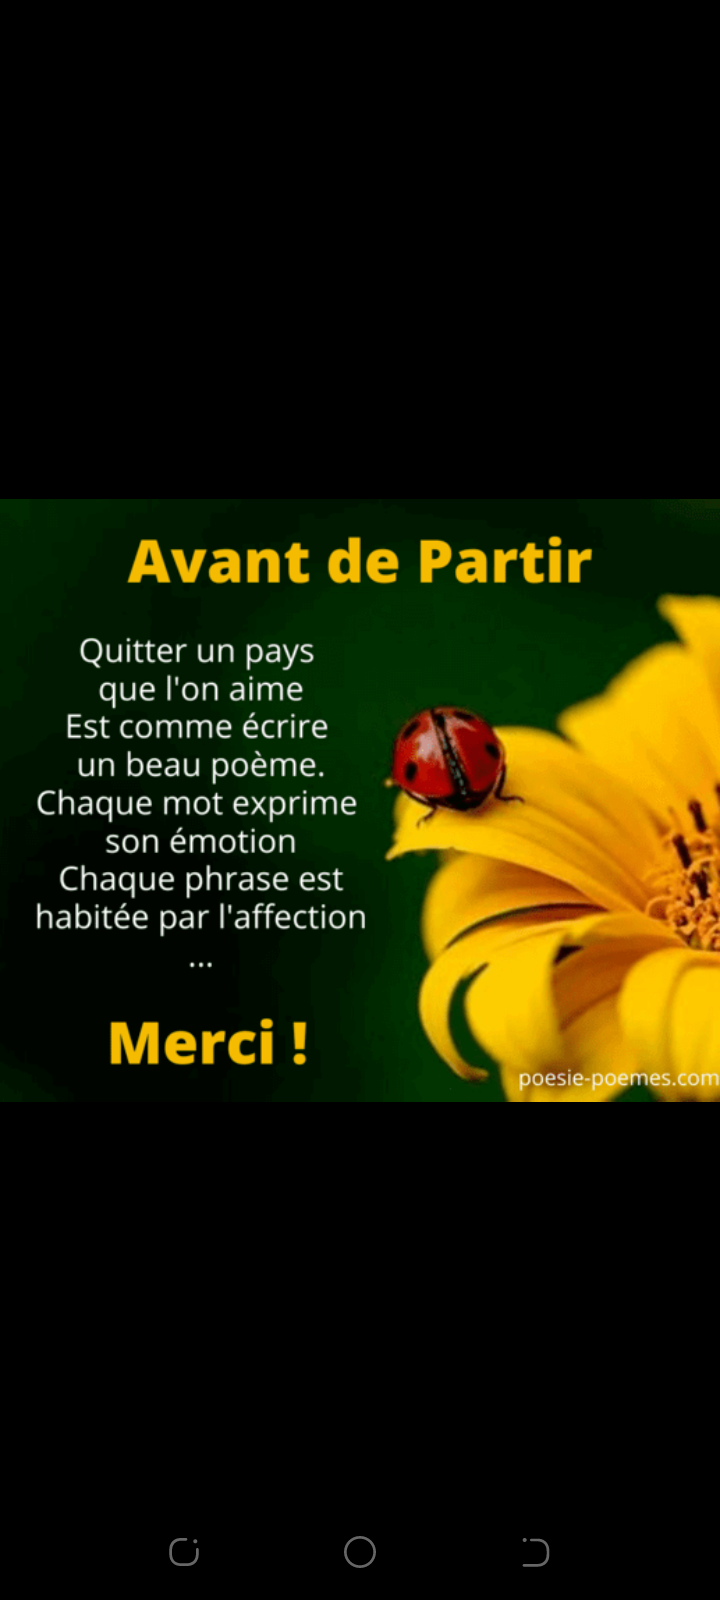 Avant de Partir
Quitter un pays
que l'on aime
Est comme écrire
un beau poème.
Chaque mot exprime
son émotion
Chaque phrase est
habitée par l'affection
...
Merci !
poesie-poemes.com